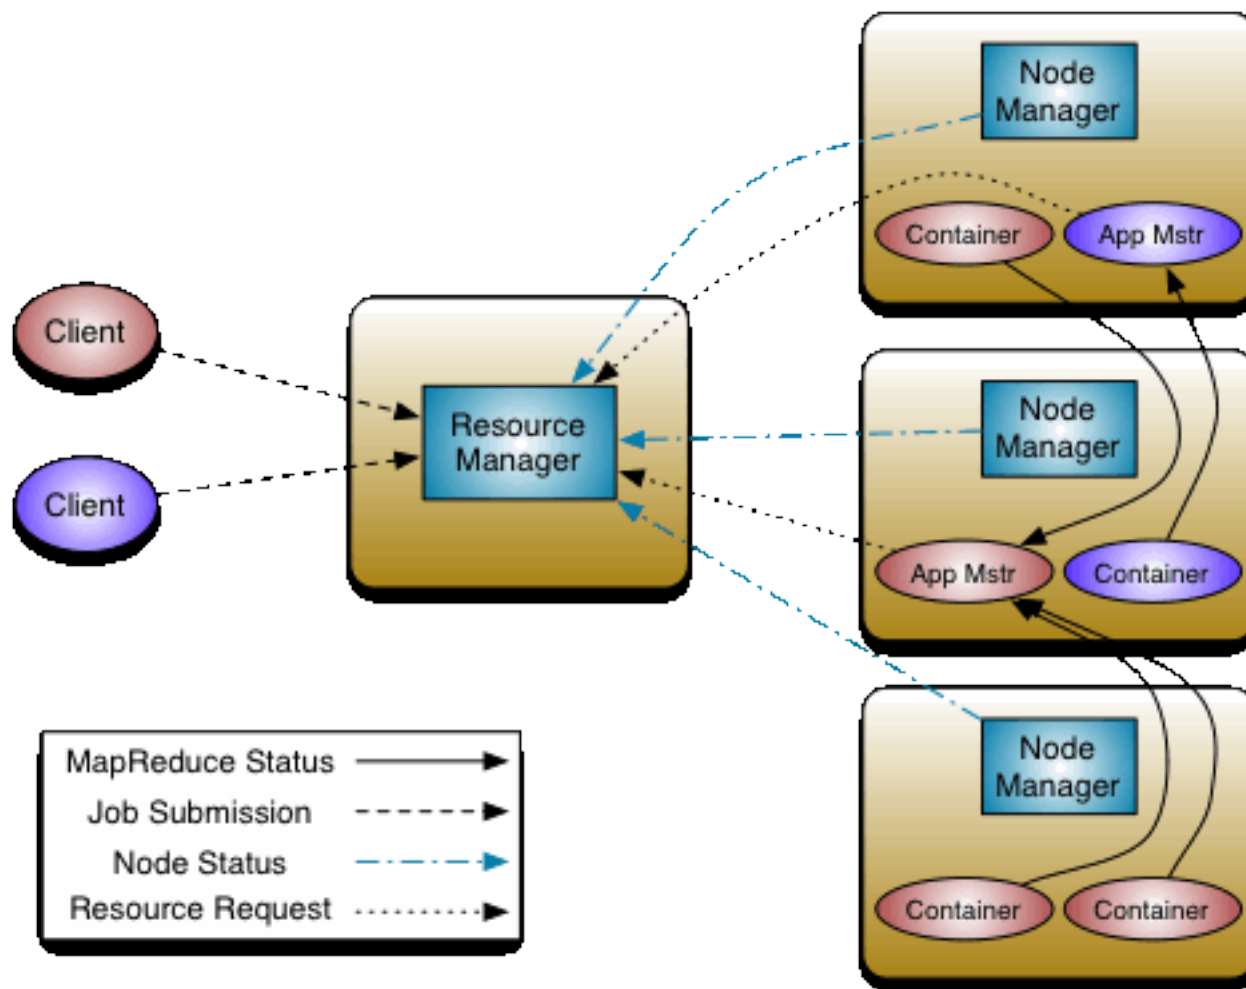 Node
Manager
Container
App Mstr
Client
Client
Resource
Manager
Node
Manager
App Mstr
Container
Node
Manager
Container
Container
MapReduce Status
Job Submission
Node Status
Resource Request